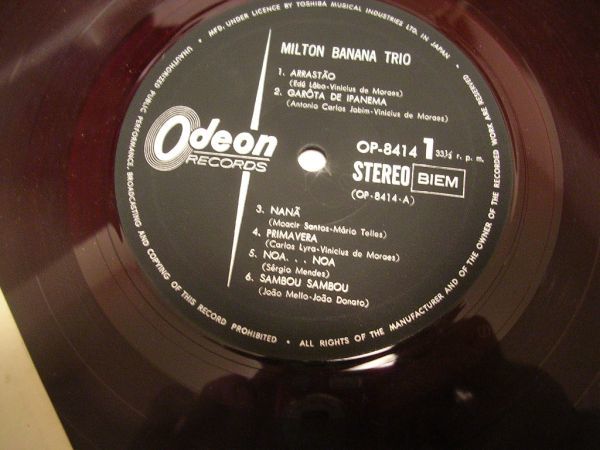 • MFD. UNDER LICENCE BY TOSHIBA MUSICAL INDUSTRIES LTD. IN JAPAN •
MILTON BANANA TRIO
1. ARRASTÃO
(Edú Lôbo-Vinicius de Moraes)
2. GARÔTA DE IPANEMA
(Antonio Carlos Jobim-Vinicius de Moraes)
Odeon
RECORDS
OP-8414 1 33⅓ r. p. m.
STEREO BIEM
(OP-8414-A)
3. NANÃ
(Moacir Santos-Mário Telles)
4. PRIMAVERA
(Carlos Lyra-Vinicius de Moraes)
5. NOA. . . NOA
(Sérgio Mendes)
6. SAMBOU SAMBOU
(João Mello-João Donato)
UNAUTHORIZED PUBLIC PERFORMANCE, BROADCASTING AND COPYING OF THIS RECORD PROHIBITED • ALL RIGHTS OF THE MANUFACTURER AND OF THE OWNER OF THE RECORDED WORK ARE RESERVED